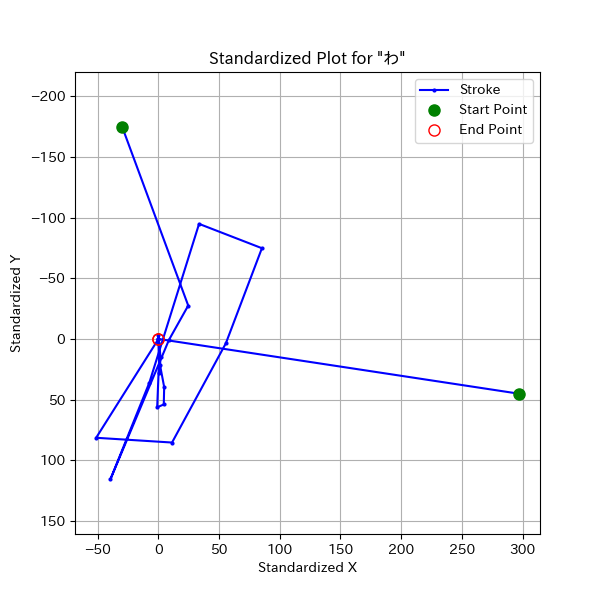 Standardized Plot for "わ"
Stroke
Start Point
End Point
Standardized Y
−200
−150
−100
−50
0
50
100
150
−50 0 50 100 150 200 250 300
Standardized X